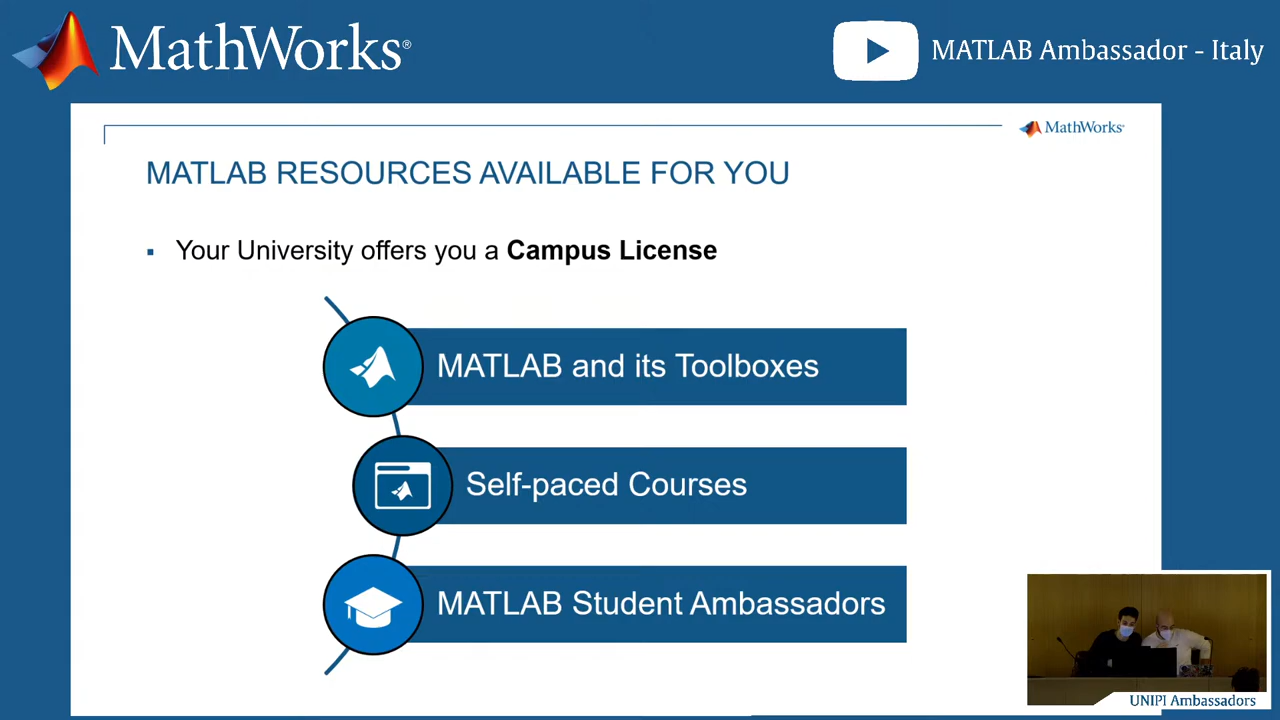 MathWorks®
MATLAB Ambassador - Italy
MathWorks®
MATLAB RESOURCES AVAILABLE FOR YOU
Your University offers you a Campus License
MATLAB and its Toolboxes
Self-paced Courses
MATLAB Student Ambassadors
UNIPI Ambassadors